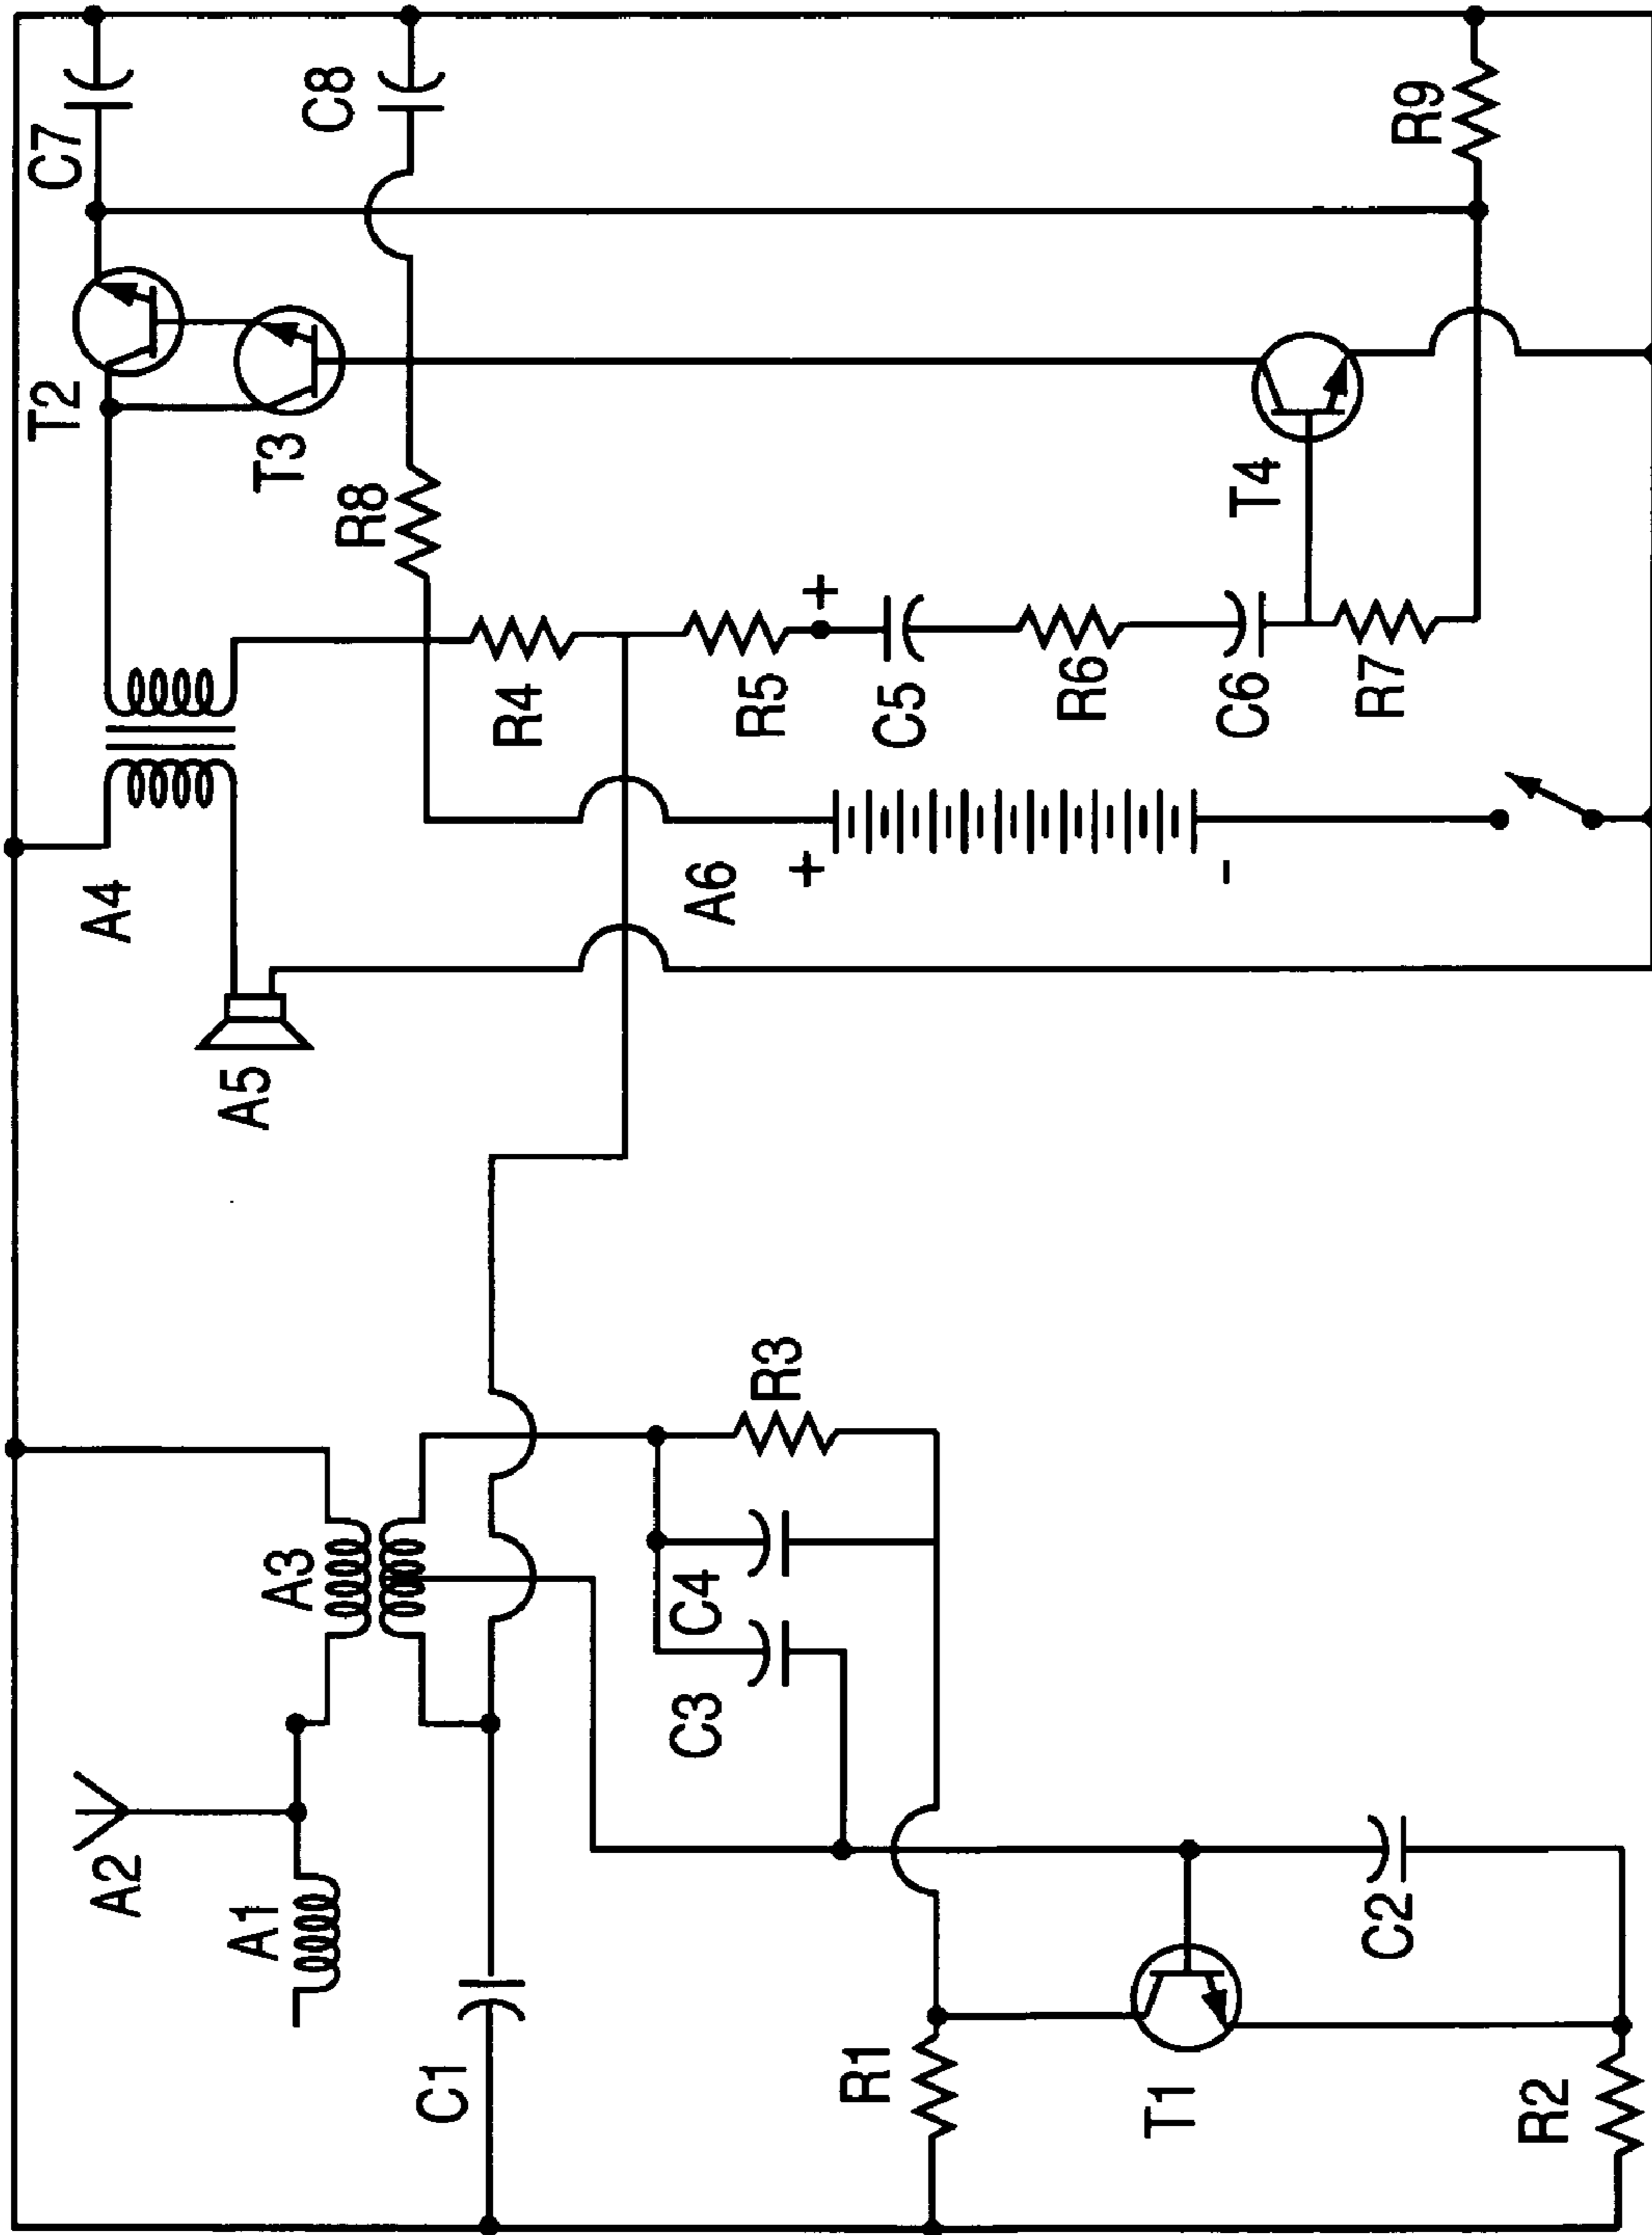 C7
C8
R9
T2
T3
R8
T4
+
R4
R5
C5
R6
C6
R7
A4
A6
+
-
A5
R3
A3
C4
C3
A2
A1
C2
C1
R1
T1
R2